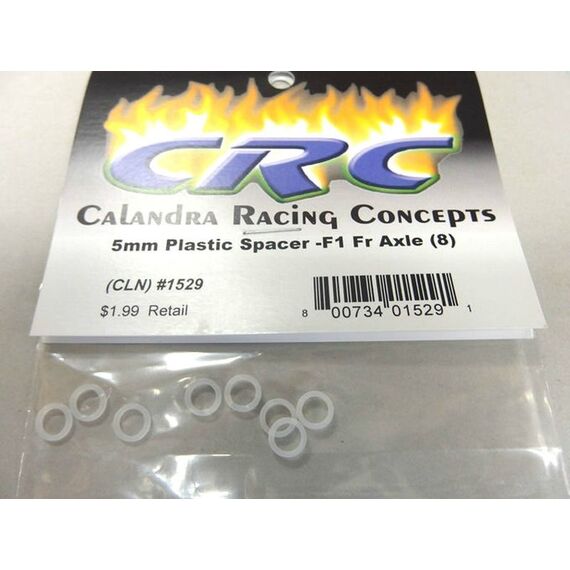 CRC
Calandra Racing Concepts
5mm Plastic Spacer -F1 Fr Axle (8)
(CLN) #1529
$1.99 Retail
8 00734 01529 1